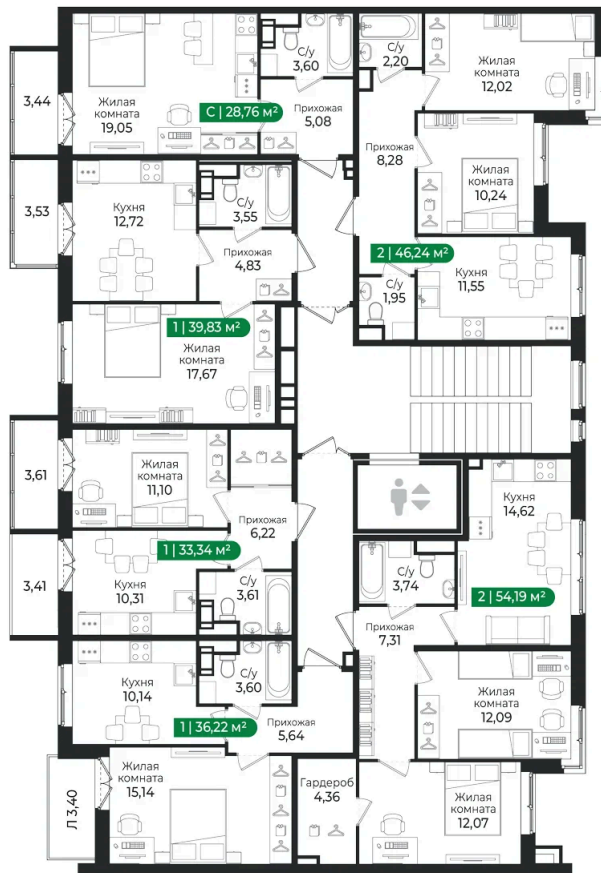 3,44
Жилая
комната
19,05
С/у
3,60
С | 28,76 м²
Прихожая
5,08
С/у
2,20
Жилая
комната
12,02
Прихожая
8,28
Жилая
комната
10,24
3,53
Кухня
12,72
С/у
3,55
Прихожая
4,83
2 | 46,24 м²
С/у
1,95
Кухня
11,55
1 | 39,83 м²
Жилая
комната
17,67
3,61
Жилая
комната
11,10
Прихожая
6,22
Кухня
14,62
3,41
1 | 33,34 м²
Кухня
10,31
С/у
3,61
С/у
3,74
2 | 54,19 м²
Прихожая
7,31
Кухня
10,14
С/у
3,60
1 | 36,22 м²
Прихожая
5,64
Жилая
комната
12,09
Л 3,40
Жилая
комната
15,14
Гардероб
4,36
Жилая
комната
12,07